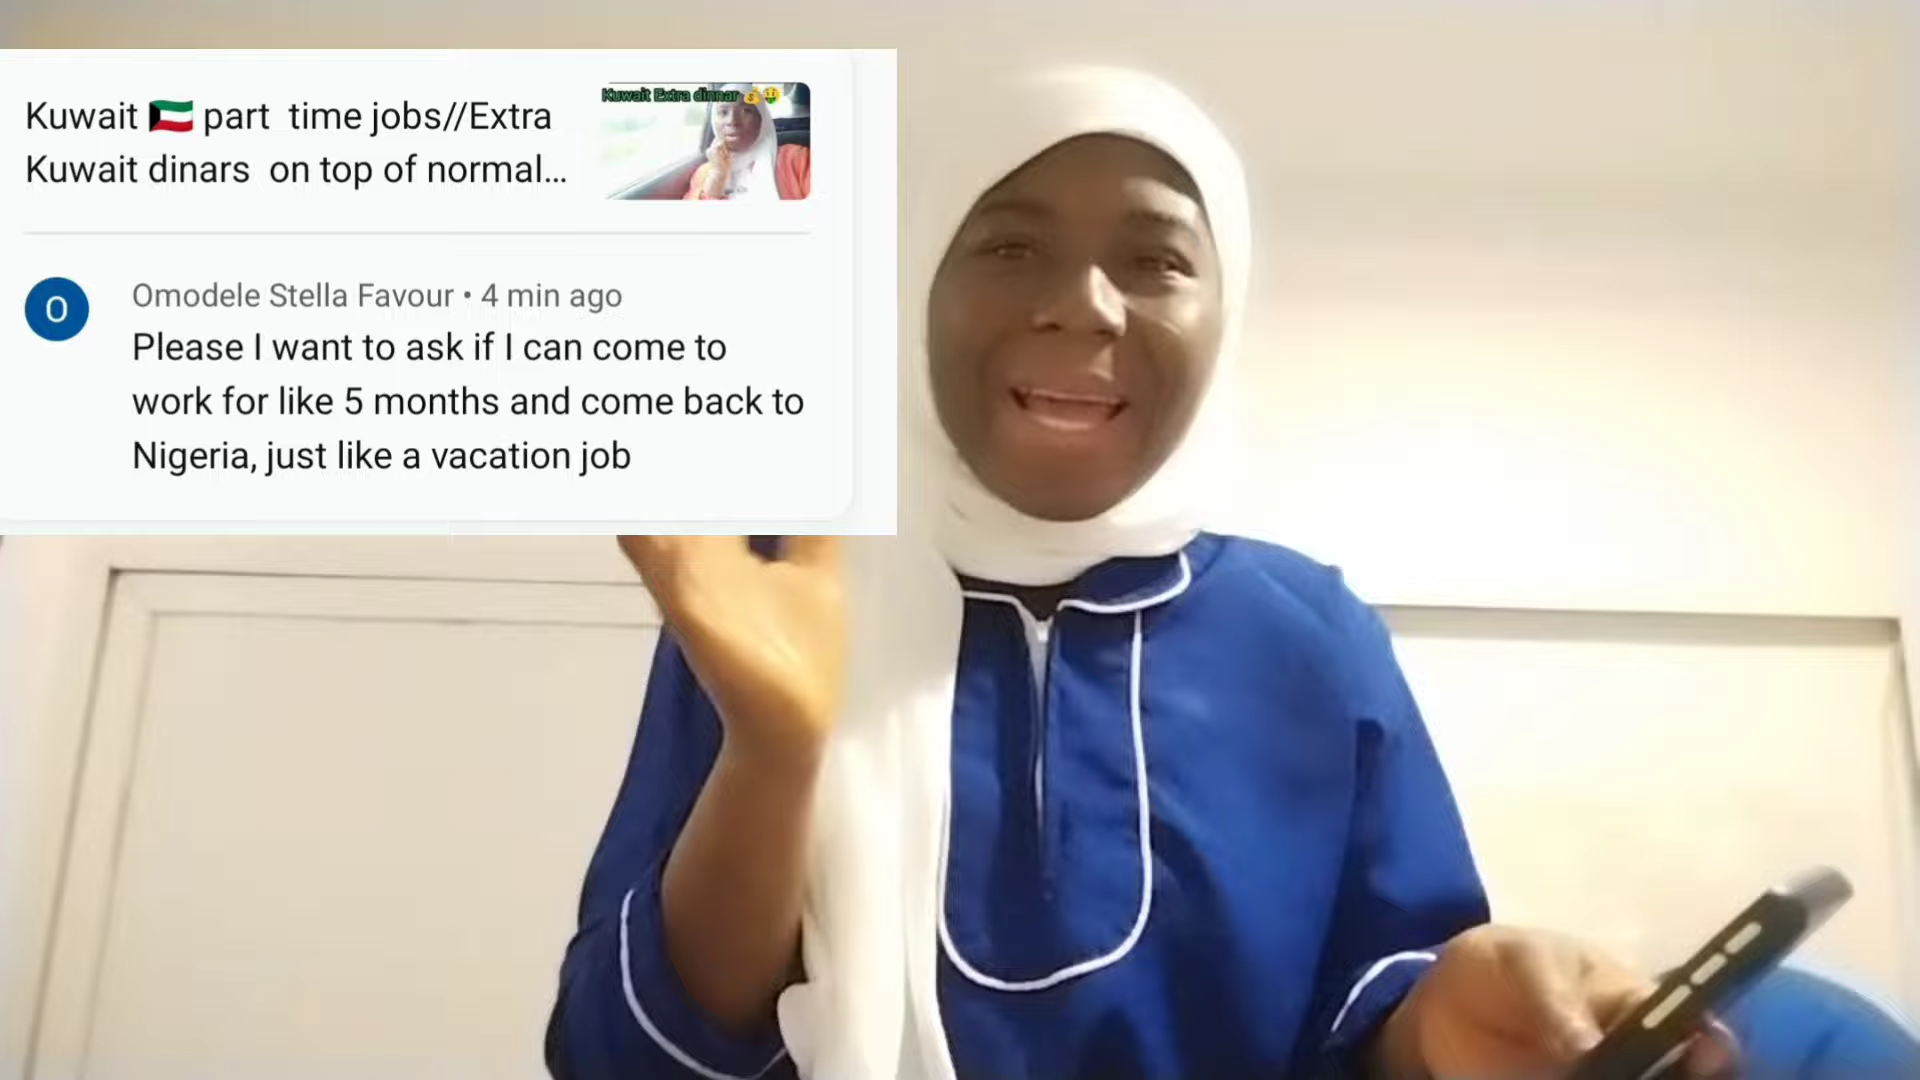 Kuwait 🇰🇼 part time jobs//Extra
Kuwait dinars on top of normal...
Kuwait Extra dinnar 💰🤑
O
Omodele Stella Favour • 4 min ago
Please I want to ask if I can come to
work for like 5 months and come back to
Nigeria, just like a vacation job